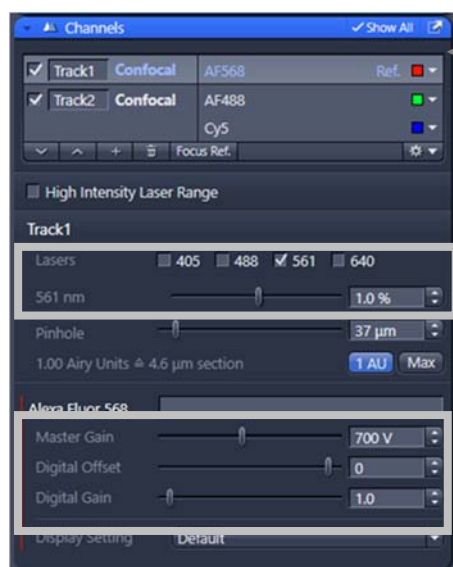 Channels Show All
Track1 Confocal AF568 Ref.
Track2 Confocal AF488
Cy5
Focus Ref.
High Intensity Laser Range
Track1
Lasers 405 488 561 640
561 nm 1.0 %
Pinhole 37 µm
1.00 Airy Units ≙ 4.6 µm section 1 AU Max
Alexa Fluor 568
Master Gain 700 V
Digital Offset 0
Digital Gain 1.0
Display Setting Default